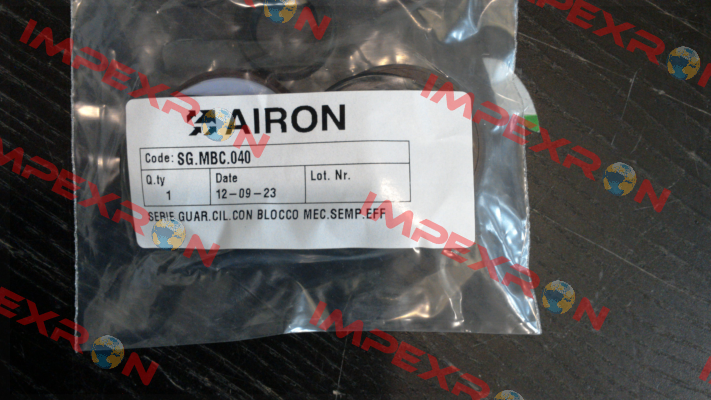 AIRON
Code: SG.MBC.040
Q.ty Date Lot. Nr.
1 12-09-23
SERIE GUAR.CIL.CON BLOCCO MEC.SEMP.EFF
IMPEXRON
IMPEXRON
IMPEXRON
IMPEXRON
IMPEXRON
IMPEXRON